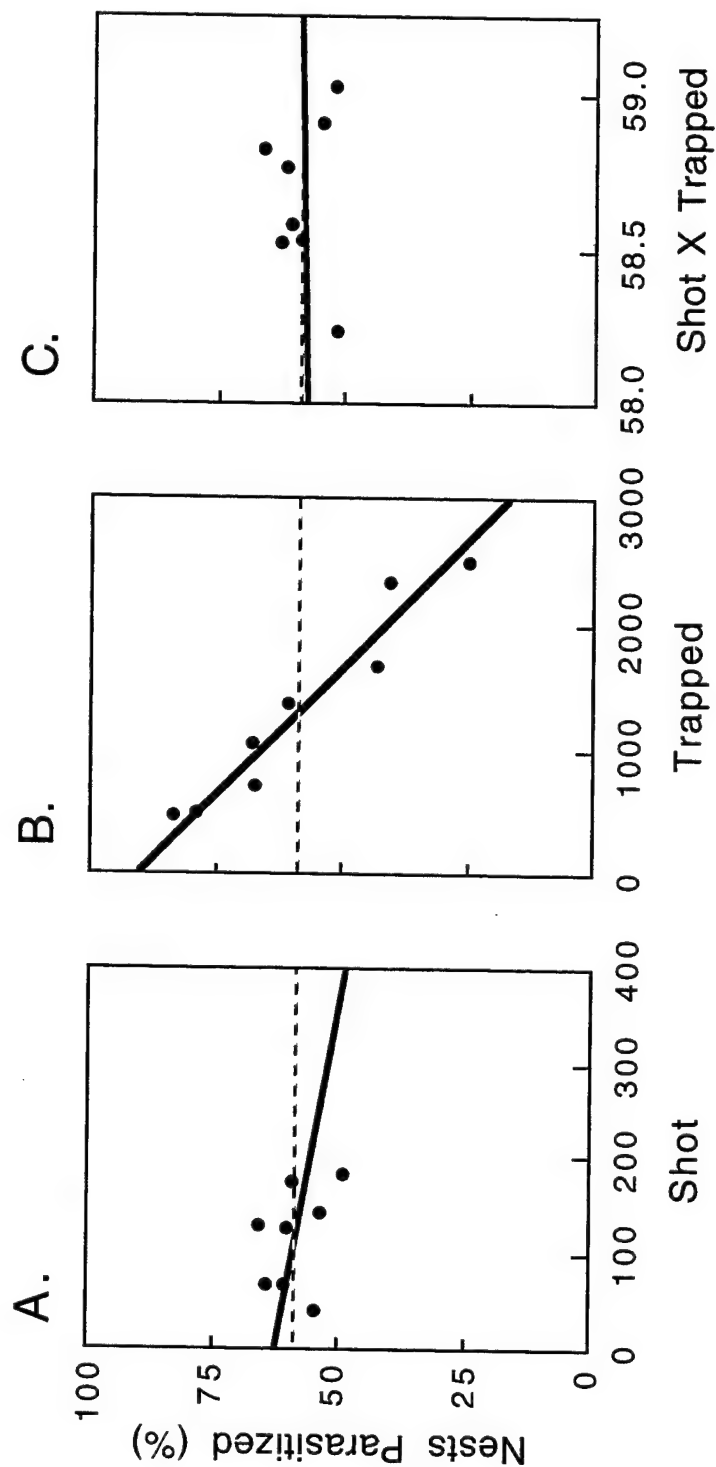 A.
B.
C.
Nests Parasitized (%)
100
75
50
25
0
0 100 200 300 400
Shot
0 1000 2000 3000
Trapped
58.0 58.5 59.0
Shot X Trapped